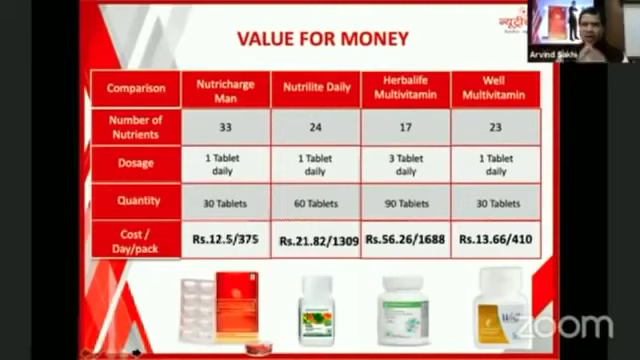 न्यूट्री
Arvind Sakhi
VALUE FOR MONEY
Comparison
Nutricharge Man
Nutrilite Daily
Herbalife Multivitamin
Well Multivitamin
Number of Nutrients
33
24
17
23
Dosage
1 Tablet daily
1 Tablet daily
3 Tablet daily
1 Tablet daily
Quantity
30 Tablets
60 Tablets
90 Tablets
30 Tablets
Cost / Day/pack
Rs.12.5/375
Rs.21.82/1309
Rs.56.26/1688
Rs.13.66/410
zoom